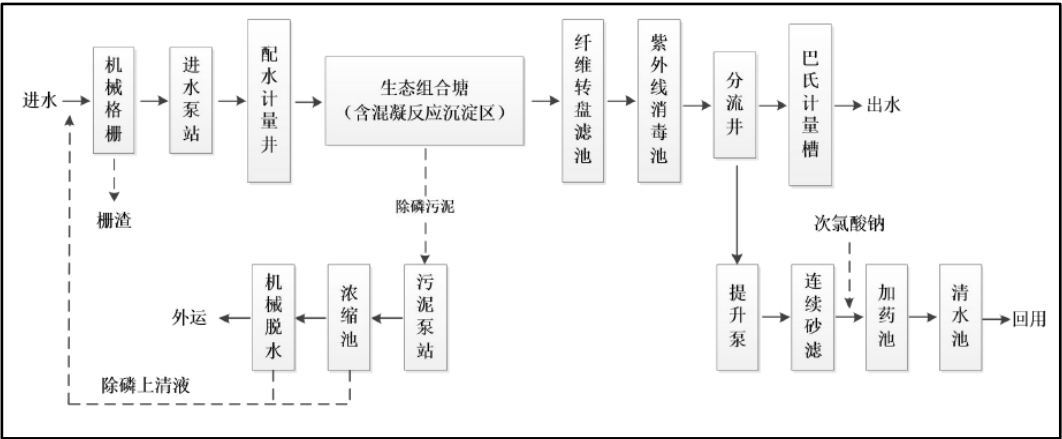 进水
机械格栅
进水泵站
配水计量井
生态组合塘
(含混凝反应沉淀区)
纤维转盘滤池
紫外线消毒池
分流井
巴氏计量槽
出水
栅渣
除磷污泥
次氯酸钠
外运
机械脱水
浓缩池
污泥泵站
提升泵
连续砂滤
加药池
清水池
回用
除磷上清液